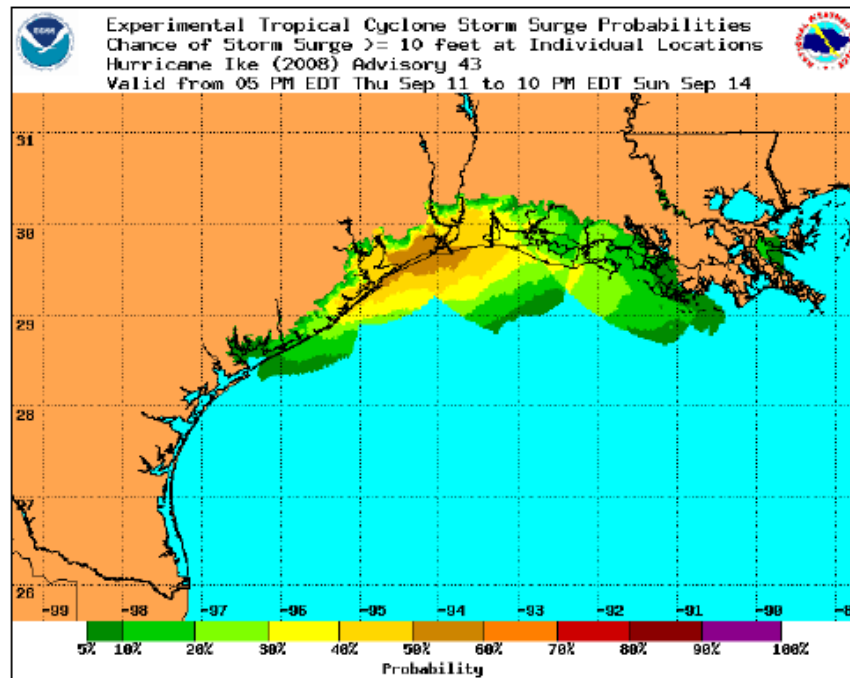 Experimental Tropical Cyclone Storm Surge Probabilities
Chance of Storm Surge >= 10 feet at Individual Locations
Hurricane Ike (2008) Advisory 43
Valid from 05 PM EDT Thu Sep 11 to 10 PM EDT Sun Sep 14
31
30
29
28
27
26
-99 -98 -97 -96 -95 -94 -93 -92 -91 -90
5% 10% 20% 30% 40% 50% 60% 70% 80% 90% 100%
Probability